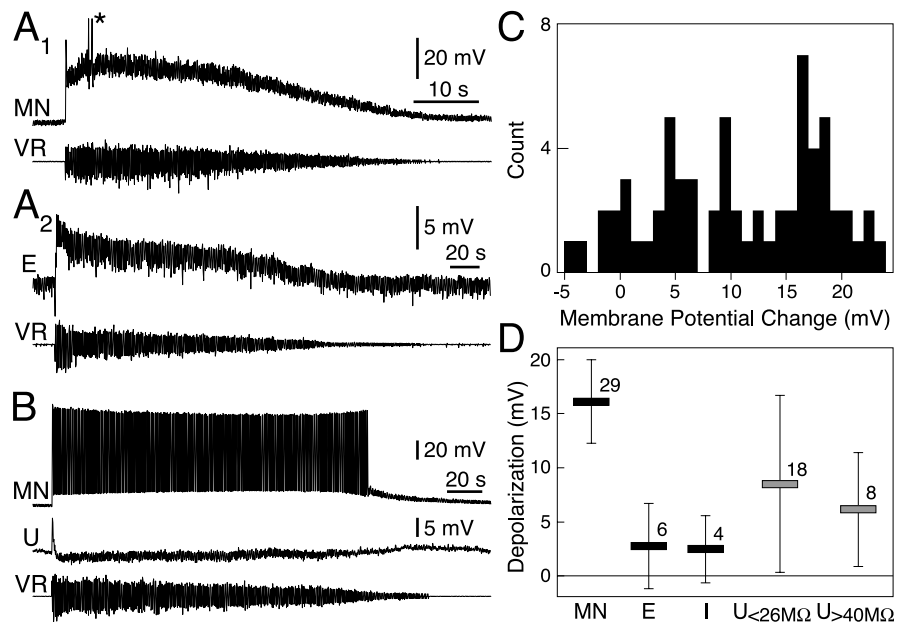 A1
*
20 mV
10 s
MN
VR
A2
5 mV
20 s
E
VR
B
20 mV
20 s
MN
5 mV
U
VR
C
8
4
0
Count
-5 0 5 10 15 20
Membrane Potential Change (mV)
D
20
15
10
5
0
Depolarization (mV)
29
6
4
18
8
MN E I U<26MΩ U>40MΩ